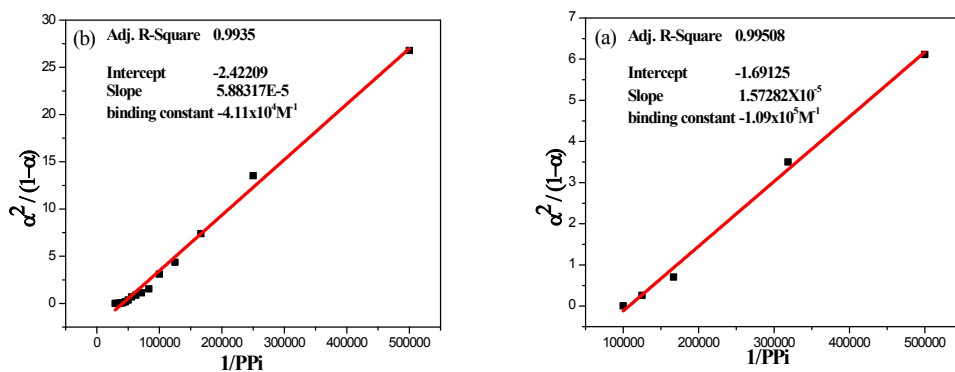 (b)
Adj. R-Square 0.9935
Intercept -2.42209
Slope 5.88317E-5
binding constant -4.11x10⁴M⁻¹
α² / (1−α)
30
25
20
15
10
5
0
0 100000 200000 300000 400000 500000
1/PPi
(a)
Adj. R-Square 0.99508
Intercept -1.69125
Slope 1.57282X10⁻⁵
binding constant -1.09x10⁵M⁻¹
α² / (1−α)
7
6
5
4
3
2
1
0
100000 200000 300000 400000 500000
1/PPi